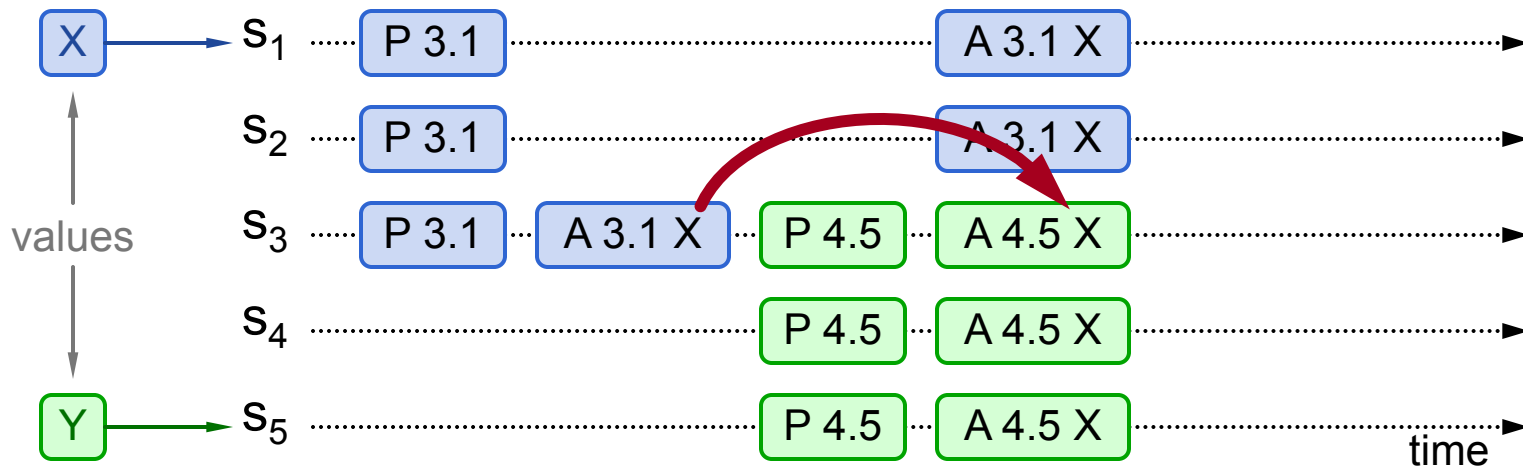 X S1 P 3.1 A 3.1 X
S2 P 3.1 A 3.1 X
values S3 P 3.1 A 3.1 X P 4.5 A 4.5 X
S4 P 4.5 A 4.5 X
Y S5 P 4.5 A 4.5 X
time